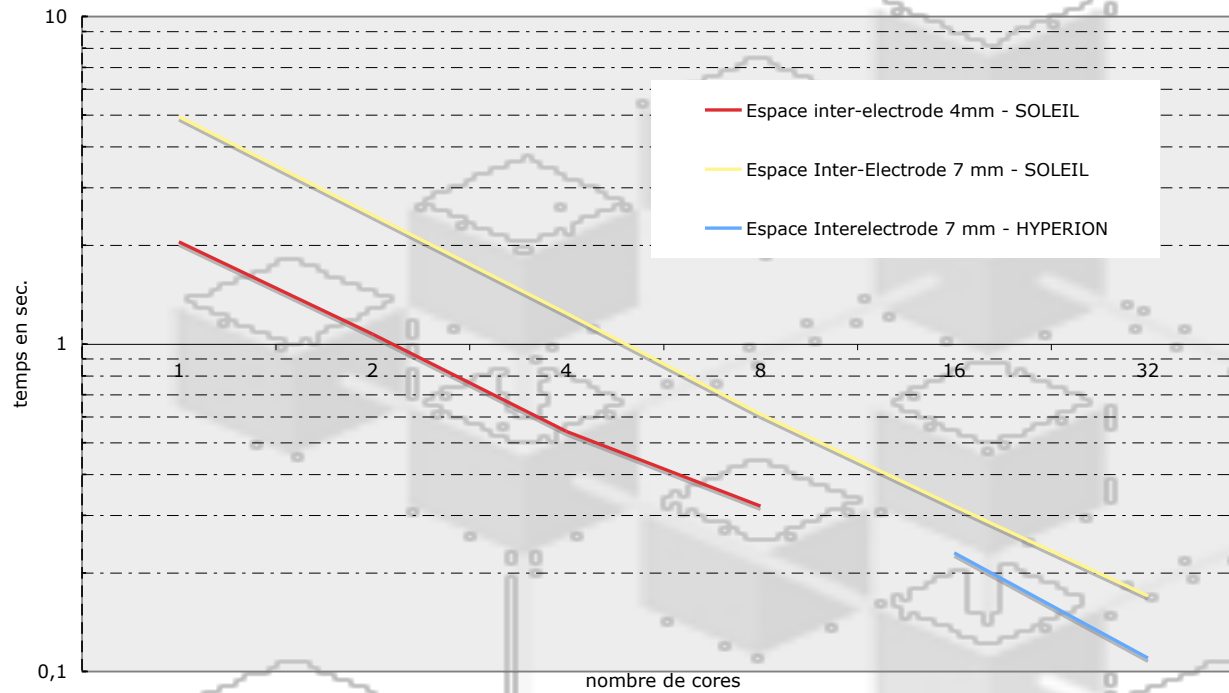 10
Espace inter-electrode 4mm - SOLEIL
Espace Inter-Electrode 7 mm - SOLEIL
Espace Interelectrode 7 mm - HYPERION
temps en sec.
1
1 2 4 8 16 32
0,1
nombre de cores